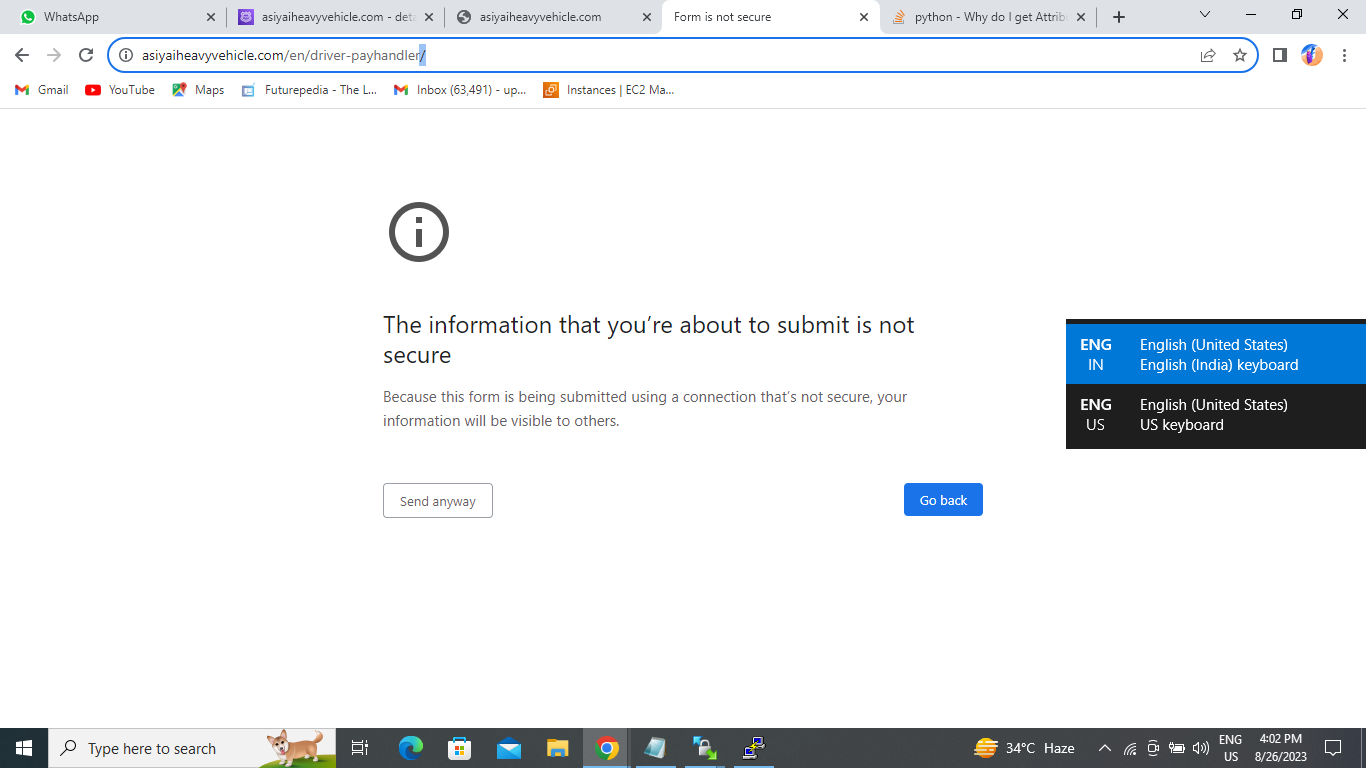 WhatsApp
asiyaiheavyvehicle.com - deta
asiyaiheavyvehicle.com
Form is not secure
python - Why do I get Attrib
asiyaiheavyvehicle.com/en/driver-payhandler/
Gmail
YouTube
Maps
Futurepedia - The L...
Inbox (63,491) - up...
Instances | EC2 Ma...
The information that you’re about to submit is not
secure
Because this form is being submitted using a connection that’s not secure, your
information will be visible to others.
Send anyway
Go back
ENG English (United States)
IN English (India) keyboard
ENG English (United States)
US US keyboard
Type here to search
34°C Haze
ENG
US
4:02 PM
8/26/2023